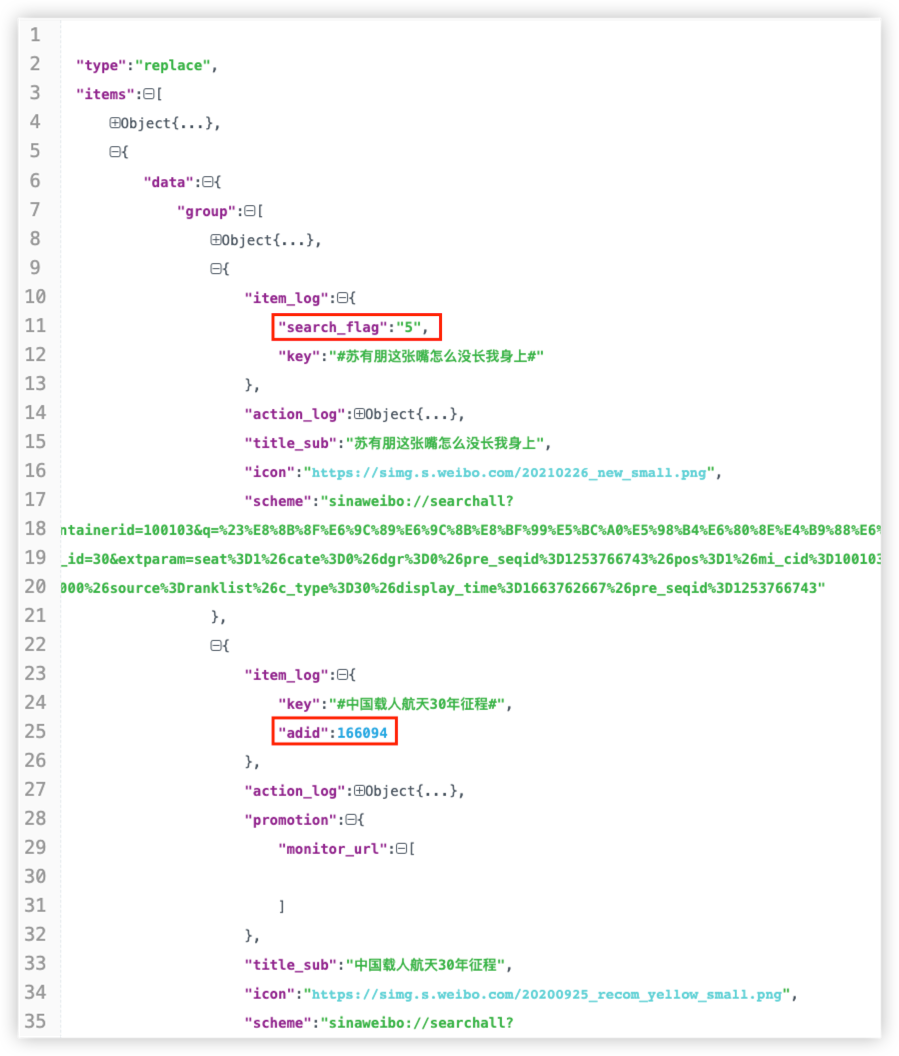 1
2 "type":"replace",
3 "items":⊟[
4 ⊞Object{...},
5 ⊟{
6 "data":⊟{
7 "group":⊟[
8 ⊞Object{...},
9 ⊟{
10 "item_log":⊟{
11 "search_flag":"5",
12 "key":"#苏有朋这张嘴怎么没长我身上#"
13 },
14 "action_log":⊞Object{...},
15 "title_sub":"苏有朋这张嘴怎么没长我身上",
16 "icon":"https://simg.s.weibo.com/20210226_new_small.png",
17 "scheme":"sinaweibo://searchall?
18 ntainerid=100103&q=%23%E8%8B%8F%E6%9C%89%E6%9C%8B%E8%BF%99%E5%BC%A0%E5%98%B4%E6%80%8E%E4%B9%88%E6%
19 _id=30&extparam=seat%3D1%26cate%3D0%26dgr%3D0%26pre_seqid%3D1253766743%26pos%3D1%26mi_cid%3D100103
20 000%26source%3Dranklist%26c_type%3D30%26display_time%3D1663762667%26pre_seqid%3D1253766743"
21 },
22 ⊟{
23 "item_log":⊟{
24 "key":"#中国载人航天30年征程#",
25 "adid":166094
26 },
27 "action_log":⊞Object{...},
28 "promotion":⊟{
29 "monitor_url":⊟[
30
31 ]
32 },
33 "title_sub":"中国载人航天30年征程",
34 "icon":"https://simg.s.weibo.com/20200925_recom_yellow_small.png",
35 "scheme":"sinaweibo://searchall?